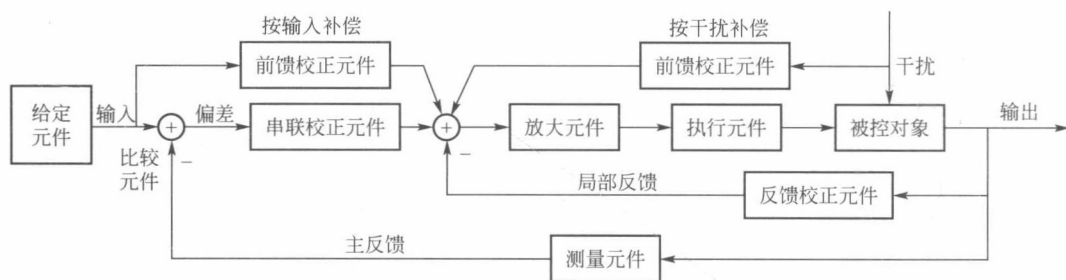 按输入补偿
按干扰补偿
前馈校正元件
前馈校正元件
干扰
给定
元件
输入
+
偏差
串联校正元件
+
放大元件
执行元件
被控对象
输出
比较
元件
−
−
局部反馈
反馈校正元件
主反馈
测量元件